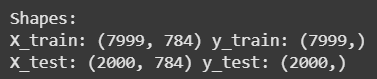 Shapes:
X_train: (7999, 784) y_train: (7999,)
X_test: (2000, 784) y_test: (2000,)